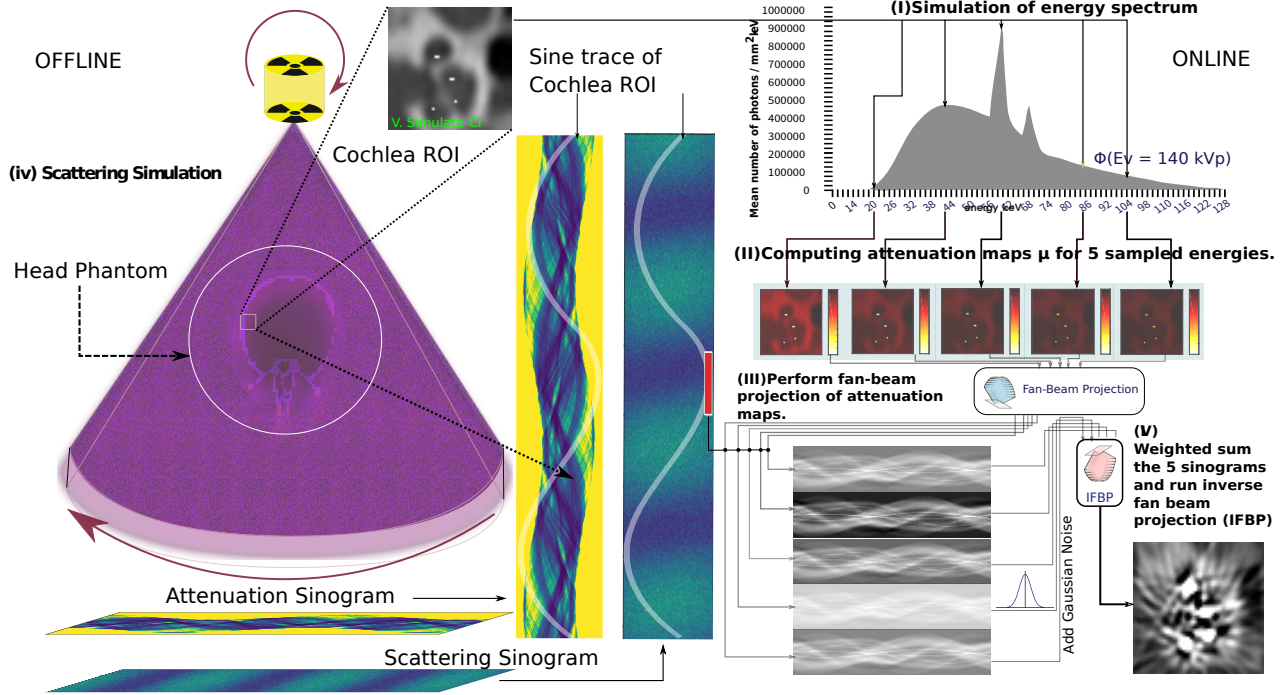 OFFLINE
V. Simulate CI
Cochlea ROI
(iv) Scattering Simulation
Head Phantom
Sine trace of
Cochlea ROI
Attenuation Sinogram
Scattering Sinogram
(I)Simulation of energy spectrum
ONLINE
Mean number of photons / mm² keV
1000000
900000
800000
700000
600000
500000
400000
300000
200000
100000
0
Φ(Ev = 140 kVp)
0 14 20 26 32 38 44 50 56 62 68 74 80 86 92 98 104 110 116 122 128
energy keV
(II)Computing attenuation maps μ for 5 sampled energies.
(III)Perform fan-beam
projection of attenuation
maps.
Fan-Beam Projection
IFBP
Weighted sum
the 5 sinograms
and run inverse
fan beam
projection (IFBP)
Add Gaussian Noise